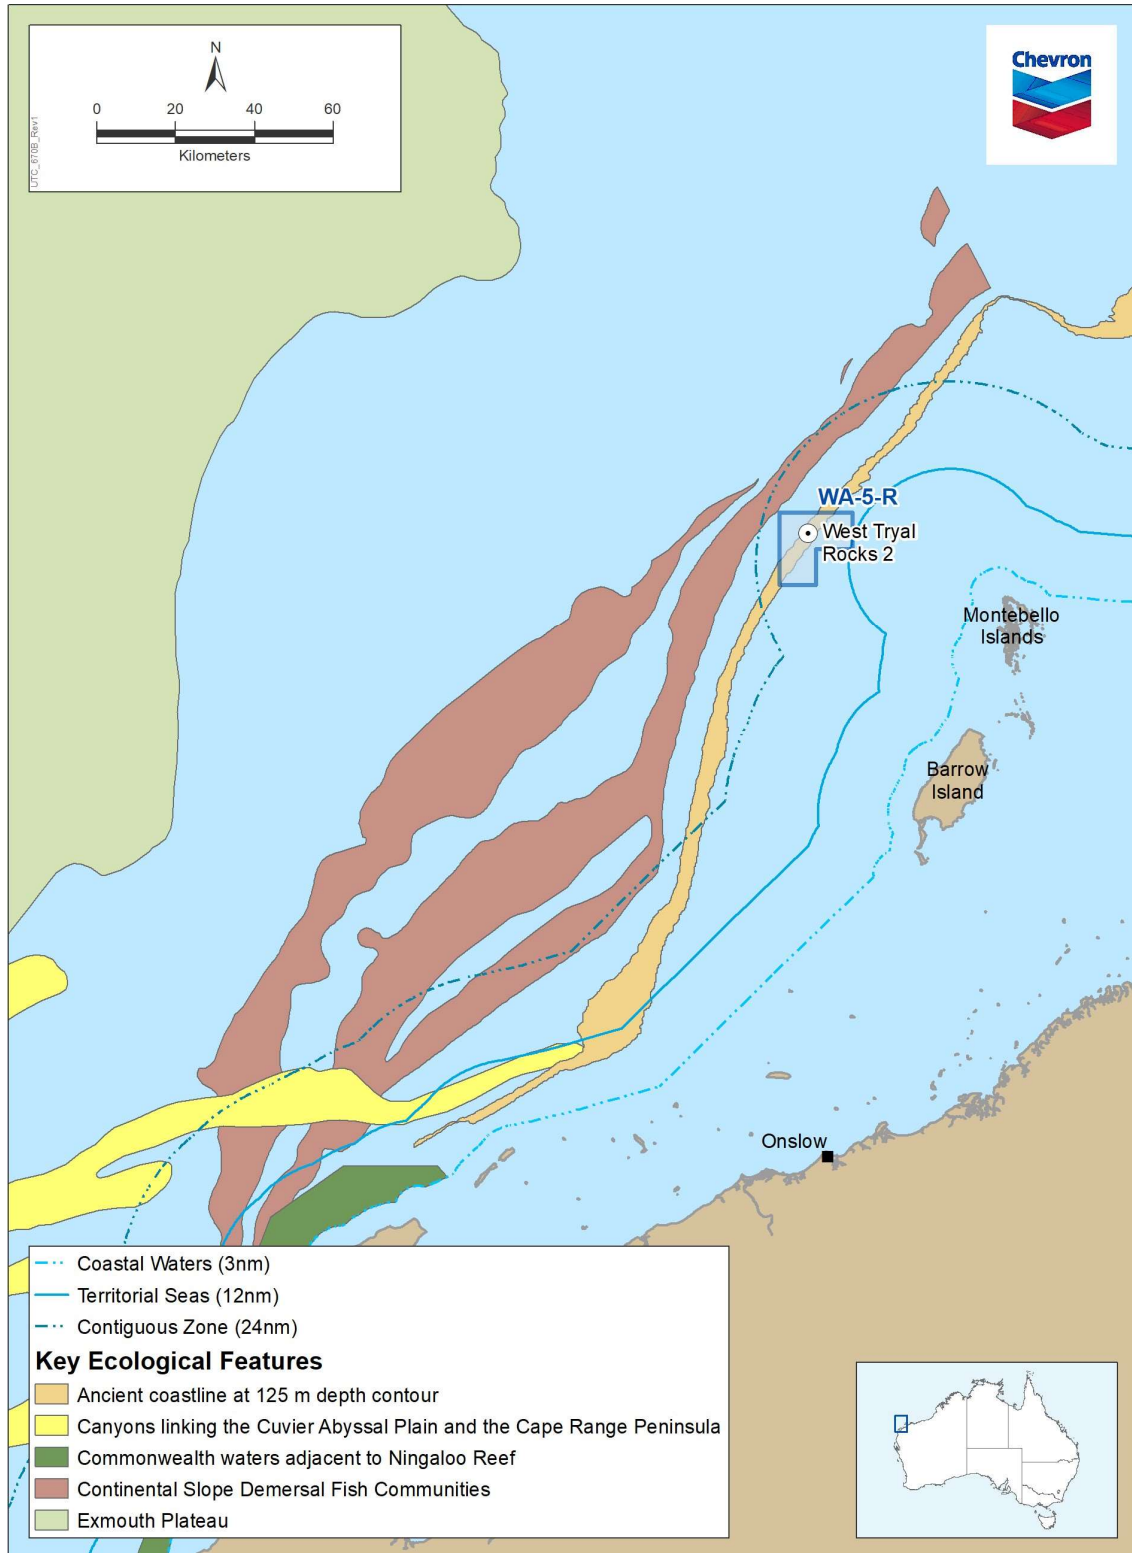 N
0 20 40 60
Kilometers
UTC_670B_Rev1
Chevron
WA-5-R
West Tryal
Rocks 2
Montebello
Islands
Barrow
Island
Onslow
Coastal Waters (3nm)
Territorial Seas (12nm)
Contiguous Zone (24nm)
Key Ecological Features
Ancient coastline at 125 m depth contour
Canyons linking the Cuvier Abyssal Plain and the Cape Range Peninsula
Commonwealth waters adjacent to Ningaloo Reef
Continental Slope Demersal Fish Communities
Exmouth Plateau